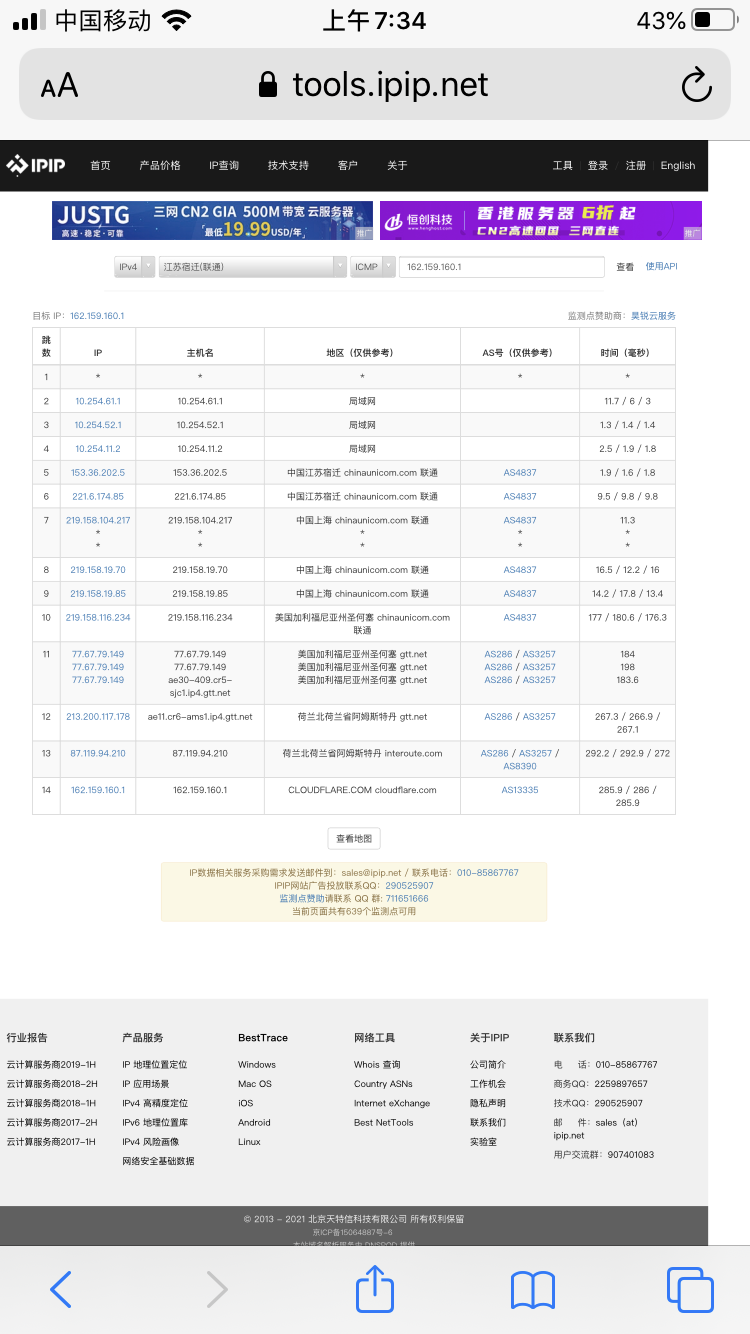 中国移动 上午7:34 43%
AA tools.ipip.net
IPIP 首页 产品价格 IP查询 技术支持 客户 关于 工具 登录 注册 English
JUSTG 三网 CN2 GIA 500M 带宽 云服务器
高速·稳定·可靠 最低19.99USD/年 推广
恒创科技 香港服务器 6折 起
www.henghost.com CN2高速回国 三网直连 推广
IPv4 江苏宿迁(联通) ICMP 162.159.160.1 查看 使用API
目标 IP：162.159.160.1 监测点赞助商：昊锐云服务
跳数 IP 主机名 地区（仅供参考） AS号（仅供参考） 时间（毫秒）
1 * * * * *
2 10.254.61.1 10.254.61.1 局域网 11.7 / 6 / 3
3 10.254.52.1 10.254.52.1 局域网 1.3 / 1.4 / 1.4
4 10.254.11.2 10.254.11.2 局域网 2.5 / 1.9 / 1.8
5 153.36.202.5 153.36.202.5 中国江苏宿迁 chinaunicom.com 联通 AS4837 1.9 / 1.6 / 1.8
6 221.6.174.85 221.6.174.85 中国江苏宿迁 chinaunicom.com 联通 AS4837 9.5 / 9.8 / 9.8
7 219.158.104.217 219.158.104.217 中国上海 chinaunicom.com 联通 AS4837 11.3
* * * * *
* * * * *
8 219.158.19.70 219.158.19.70 中国上海 chinaunicom.com 联通 AS4837 16.5 / 12.2 / 16
9 219.158.19.85 219.158.19.85 中国上海 chinaunicom.com 联通 AS4837 14.2 / 17.8 / 13.4
10 219.158.116.234 219.158.116.234 美国加利福尼亚州圣何塞 chinaunicom.com AS4837 177 / 180.6 / 176.3
联通
11 77.67.79.149 77.67.79.149 美国加利福尼亚州圣何塞 gtt.net AS286 / AS3257 184
77.67.79.149 77.67.79.149 美国加利福尼亚州圣何塞 gtt.net AS286 / AS3257 198
77.67.79.149 ae30-409.cr5- 美国加利福尼亚州圣何塞 gtt.net AS286 / AS3257 183.6
sjc1.ip4.gtt.net
12 213.200.117.178 ae11.cr6-ams1.ip4.gtt.net 荷兰北荷兰省阿姆斯特丹 gtt.net AS286 / AS3257 267.3 / 266.9 /
267.1
13 87.119.94.210 87.119.94.210 荷兰北荷兰省阿姆斯特丹 interoute.com AS286 / AS3257 / 292.2 / 292.9 / 272
AS8390
14 162.159.160.1 162.159.160.1 CLOUDFLARE.COM cloudflare.com AS13335 285.9 / 286 /
285.9
查看地图
IP数据相关服务采购需求发送邮件到：sales@ipip.net / 联系电话：010-85867767
IPIP网站广告投放联系QQ：290525907
监测点赞助请联系 QQ 群: 711651666
当前页面共有639个监测点可用
行业报告 产品服务 BestTrace 网络工具 关于IPIP 联系我们
云计算服务商2019-1H IP 地理位置定位 Windows Whois 查询 公司简介 电 话：010-85867767
云计算服务商2018-2H IP 应用场景 Mac OS Country ASNs 工作机会 商务QQ：2259897657
云计算服务商2018-1H IPv4 高精度定位 iOS Internet eXchange 隐私声明 技术QQ：290525907
云计算服务商2017-2H IPv6 地理位置库 Android Best NetTools 联系我们 邮 件：sales（at）
ipip.net
云计算服务商2017-1H IPv4 风险画像 Linux 实验室 用户交流群：907401083
网络安全基础数据
© 2013 - 2021 北京天特信科技有限公司 所有权利保留
京ICP备15064887号-6
本站域名解析服务由 DNSPOD 提供